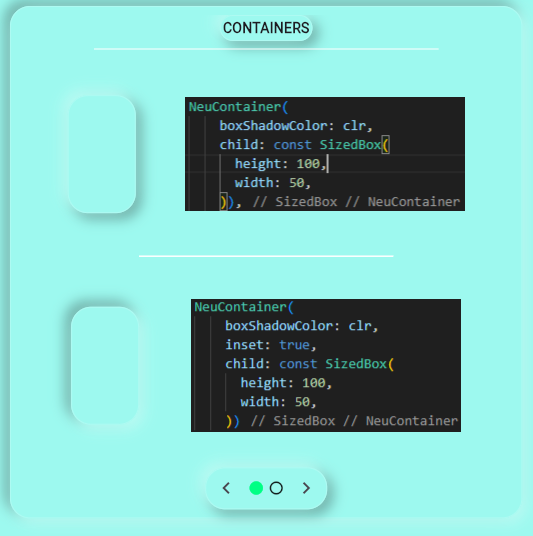 CONTAINERS
NeuContainer(
boxShadowColor: clr,
child: const SizedBox(
height: 100,
width: 50,
)), // SizedBox // NeuContainer
NeuContainer(
boxShadowColor: clr,
inset: true,
child: const SizedBox(
height: 100,
width: 50,
)) // SizedBox // NeuContainer